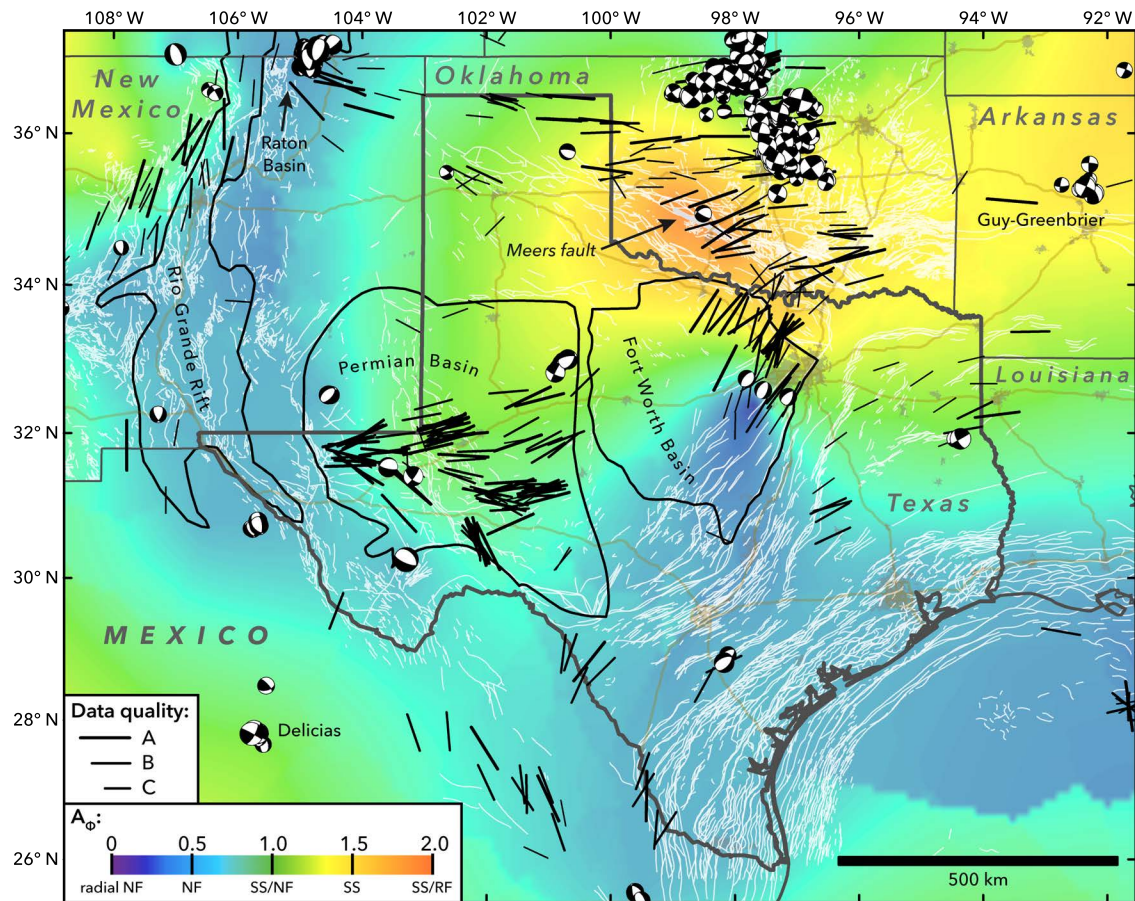 108° W 106° W 104° W 102° W 100° W 98° W 96° W 94° W 92° W
New
Mexico
Oklahoma
Arkansas
36° N
Raton
Basin
Guy-Greenbrier
Meers fault
34° N
Rio Grande Rift
Permian Basin
Fort Worth Basin
Louisiana
32° N
Texas
30° N
MEXICO
28° N
Delicias
Data quality:
A
B
C
AΦ:
0 0.5 1.0 1.5 2.0
radial NF NF SS/NF SS SS/RF
26° N
500 km